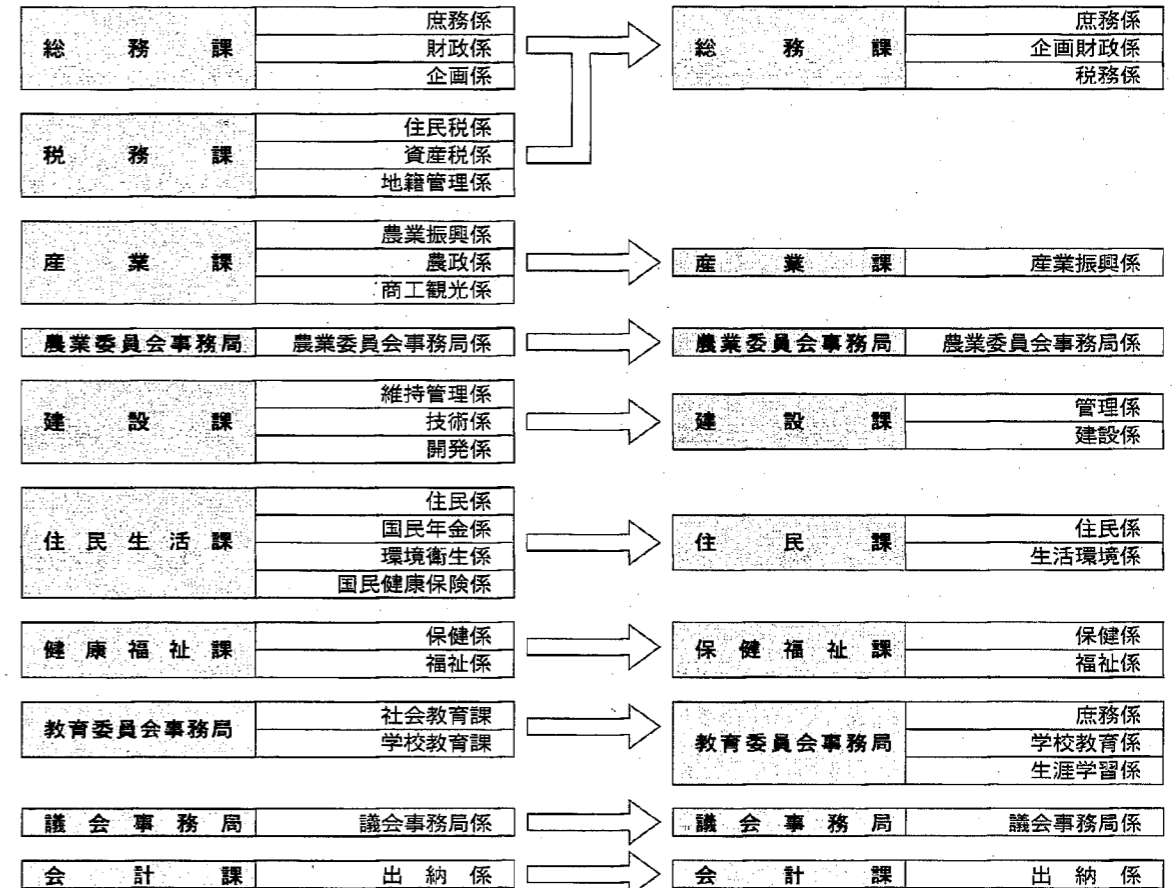 総務課
庶務係
財政係
企画係
総務課
庶務係
企画財政係
税務係
税務課
住民税係
資産税係
地籍管理係
産業課
農業振興係
農政係
商工観光係
産業課
産業振興係
農業委員会事務局
農業委員会事務局係
農業委員会事務局
農業委員会事務局係
建設課
維持管理係
技術係
開発係
建設課
管理係
建設係
住民生活課
住民係
国民年金係
環境衛生係
国民健康保険係
住民課
住民係
生活環境係
健康福祉課
保健係
福祉係
保健福祉課
保健係
福祉係
教育委員会事務局
社会教育課
学校教育課
教育委員会事務局
庶務係
学校教育係
生涯学習係
議会事務局
議会事務局係
議会事務局
議会事務局係
会計課
出納係
会計課
出納係